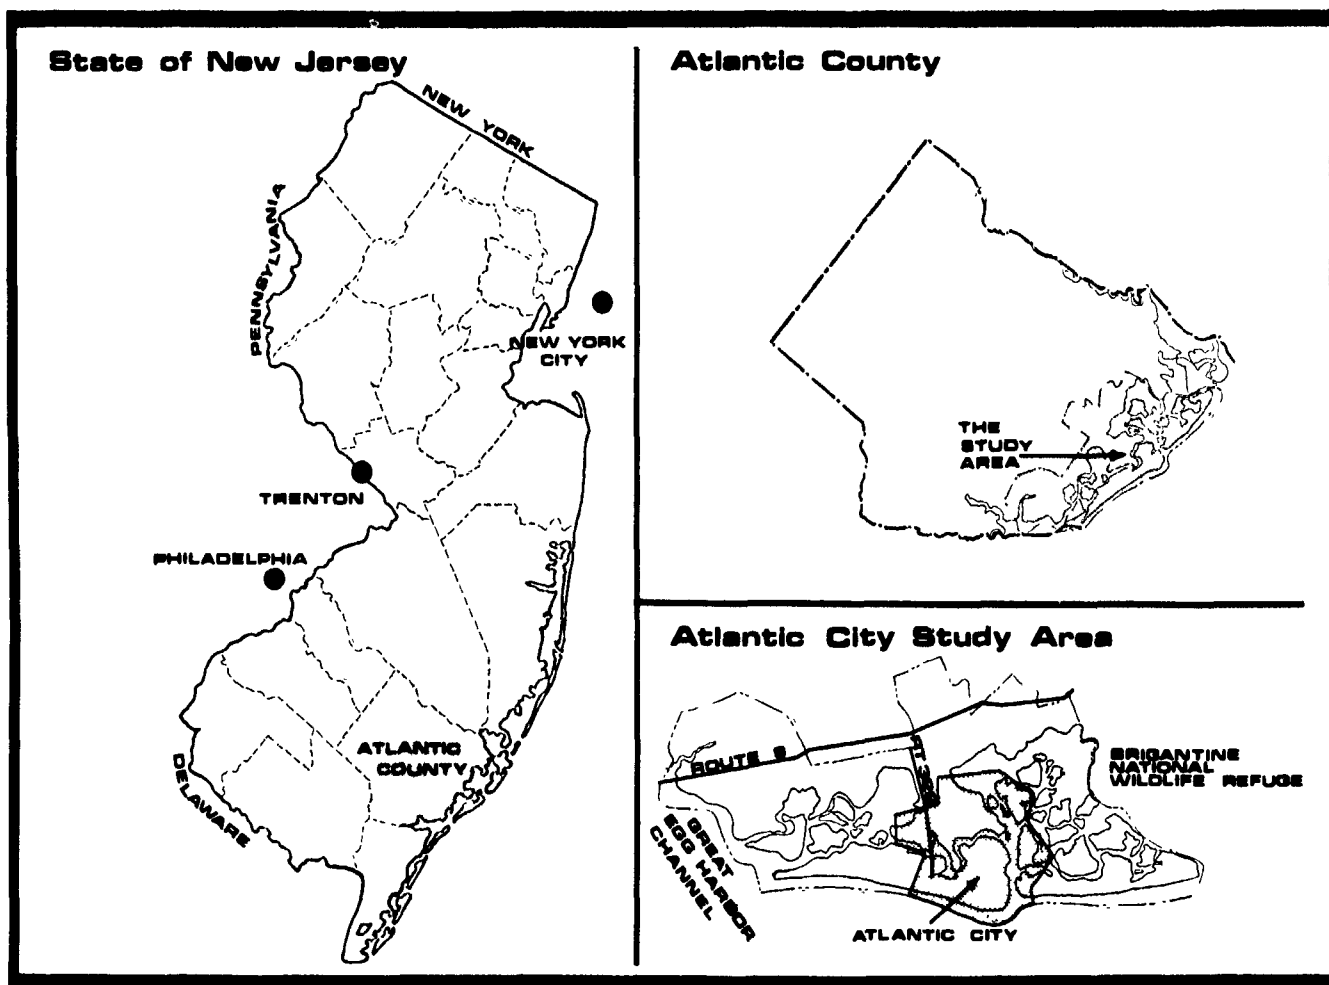 State of New Jersey
NEW YORK
PENNSYLVANIA
NEW YORK
CITY
TRENTON
PHILADELPHIA
ATLANTIC
COUNTY
DELAWARE
Atlantic County
THE
STUDY
AREA
Atlantic City Study Area
ROUTE 9
BRIGANTINE
NATIONAL
WILDLIFE REFUGE
GREAT
EGG HARBOR
CHANNEL
ATLANTIC CITY